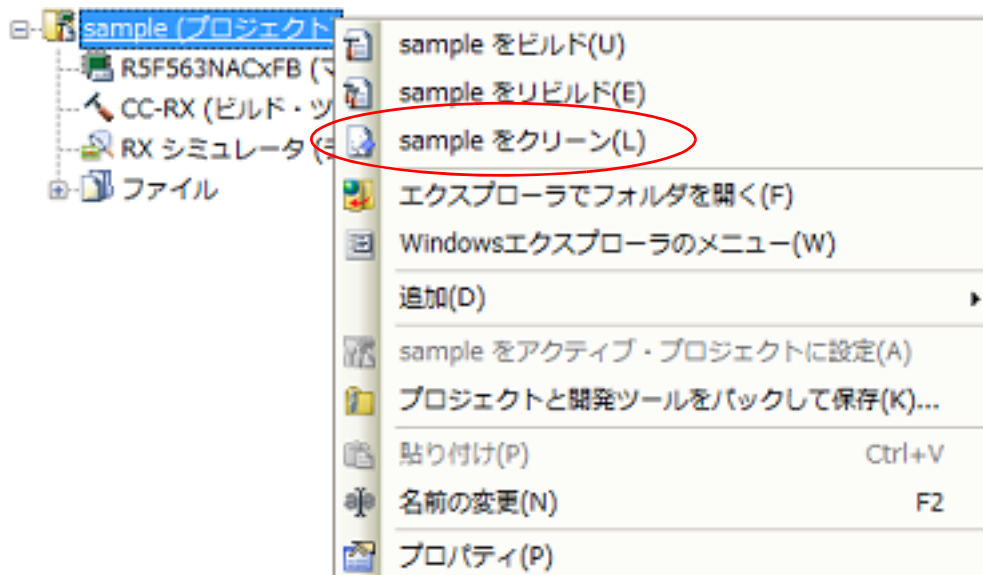 sample (プロジェクト
R5F563NACxFB (マ
CC-RX (ビルド・ツ
RX シミュレータ (デ
ファイル
sample をビルド(U)
sample をリビルド(E)
sample をクリーン(L)
エクスプローラでフォルダを開く(F)
Windowsエクスプローラのメニュー(W)
追加(D)
sample をアクティブ・プロジェクトに設定(A)
プロジェクトと開発ツールをパックして保存(K)...
貼り付け(P) Ctrl+V
名前の変更(N) F2
プロパティ(P)